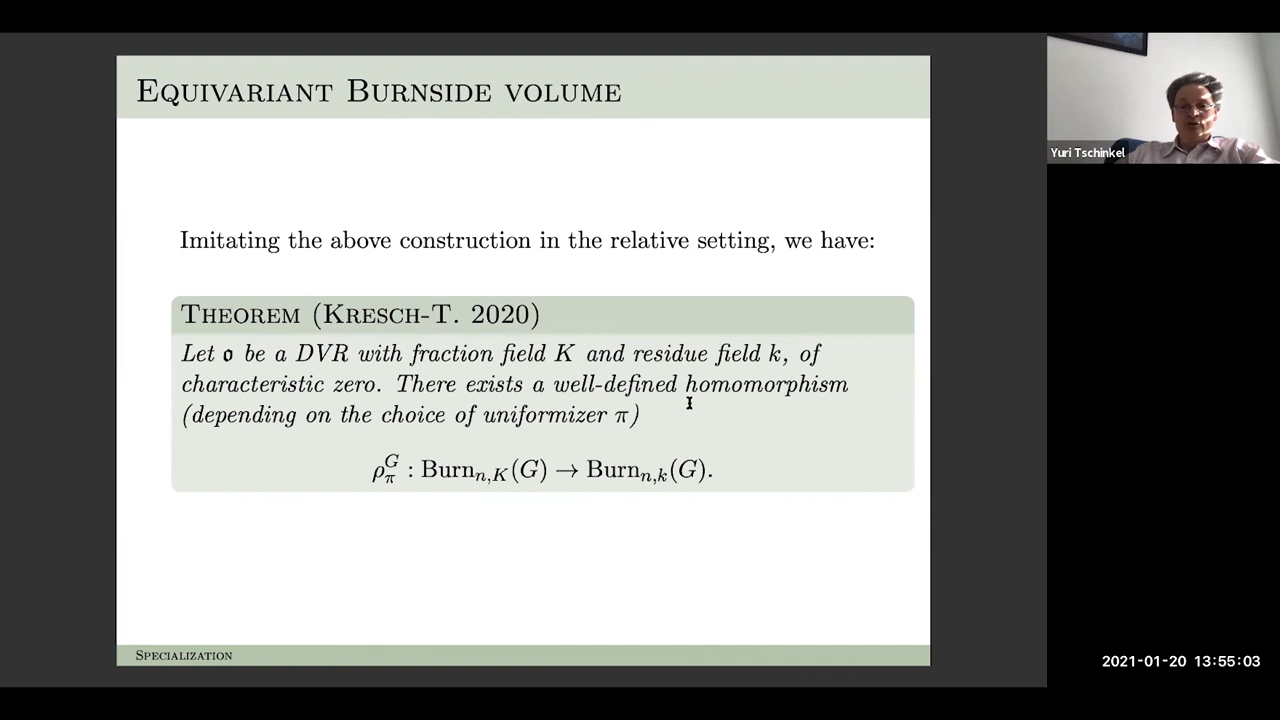 EQUIVARIANT BURNSIDE VOLUME
Yuri Tschinkel
Imitating the above construction in the relative setting, we have:
THEOREM (KRESCH-T. 2020)
Let 𝔬 be a DVR with fraction field K and residue field k, of
characteristic zero. There exists a well-defined homomorphism
(depending on the choice of uniformizer π)
ρ_π^G : Burn_{n,K}(G) → Burn_{n,k}(G).
SPECIALIZATION
2021-01-20 13:55:03